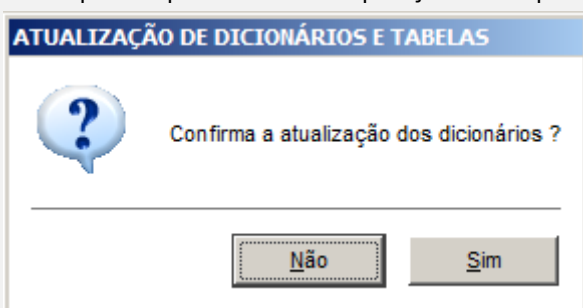 ATUALIZAÇÃO DE DICIONÁRIOS E TABELAS
Confirma a atualização dos dicionários ?
Não
Sim